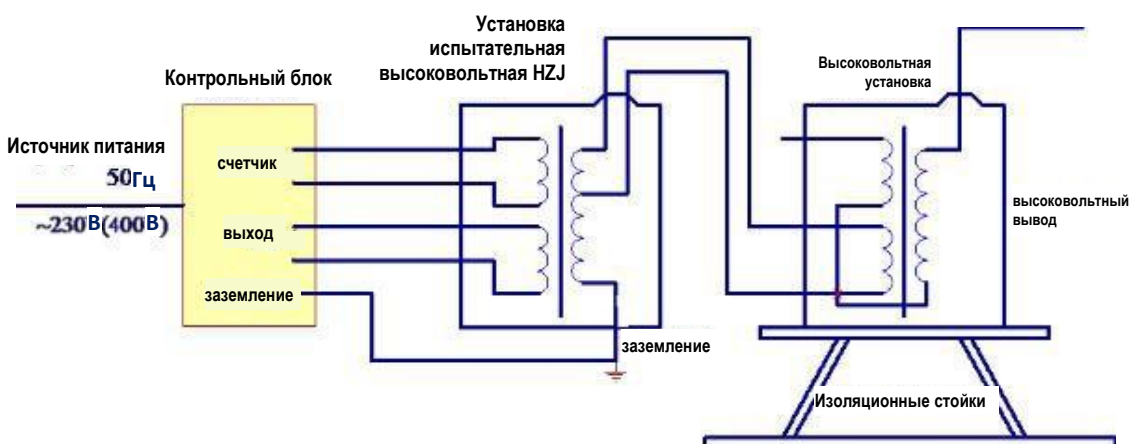 Установка
испытательная
высоковольтная HZJ
Контрольный блок
Источник питания
50Гц
~230В(400В)
счетчик
выход
заземление
заземление
Высоковольтная
установка
высоковольтный
вывод
Изоляционные стойки